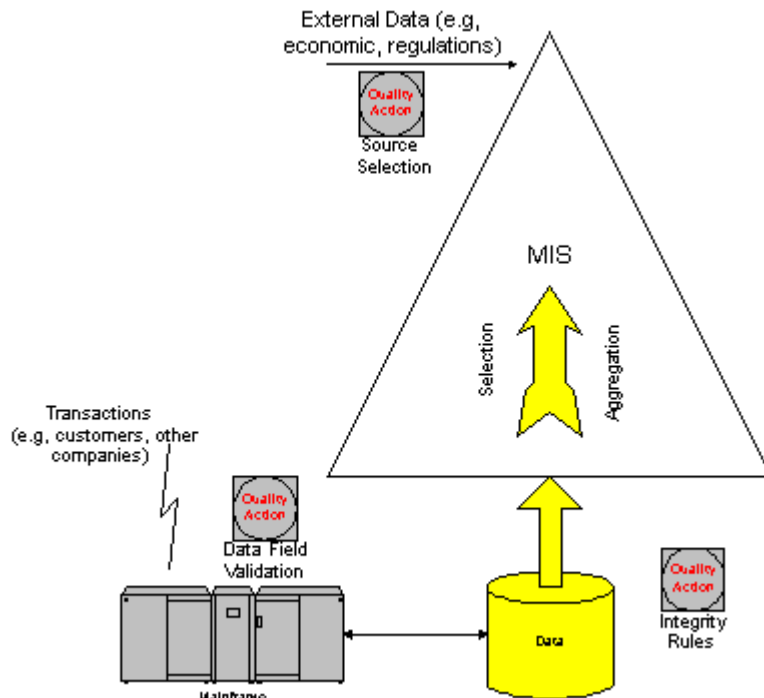 External Data (e.g,
economic, regulations)
Quality
Action
Source
Selection
MIS
Selection
Aggregation
Transactions
(e.g, customers, other
companies)
Quality
Action
Data Field
Validation
Quality
Action
Integrity
Rules
Data
Mainframe